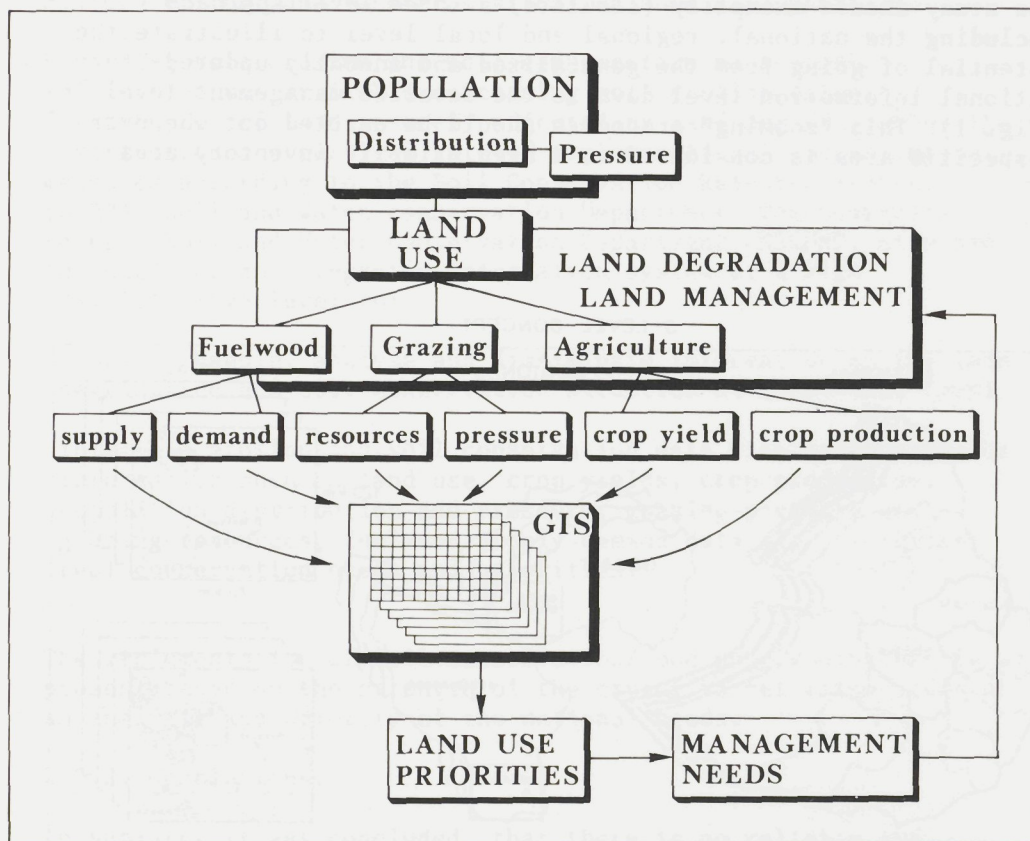 POPULATION
Distribution
Pressure
LAND
USE
LAND DEGRADATION
LAND MANAGEMENT
Fuelwood
Grazing
Agriculture
supply
demand
resources
pressure
crop yield
crop production
GIS
LAND USE
PRIORITIES
MANAGEMENT
NEEDS